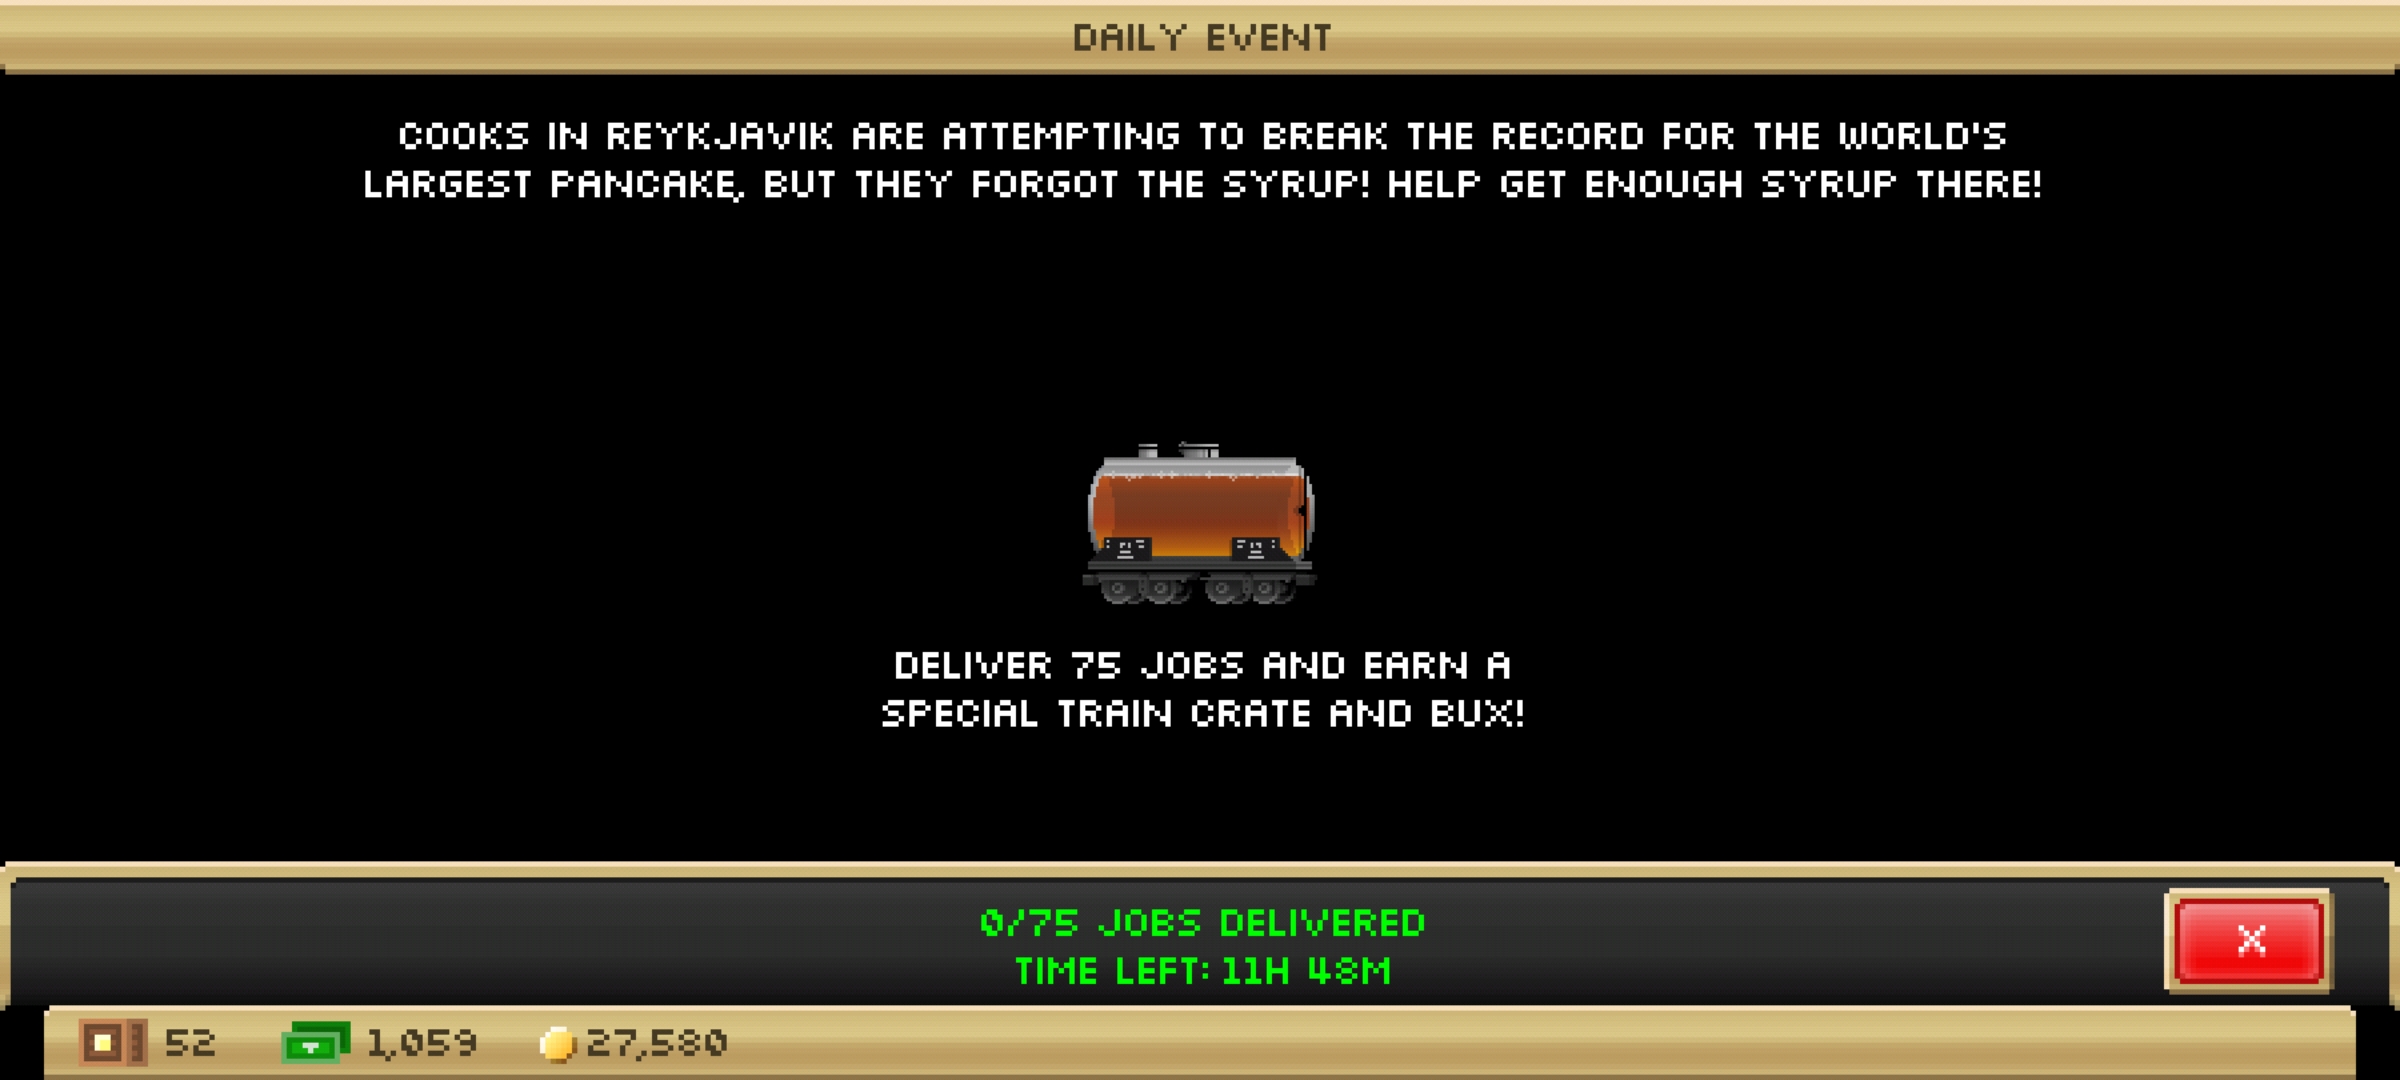 DAILY EVENT
COOKS IN REYKJAVIK ARE ATTEMPTING TO BREAK THE RECORD FOR THE WORLD'S
LARGEST PANCAKE, BUT THEY FORGOT THE SYRUP! HELP GET ENOUGH SYRUP THERE!
DELIVER 75 JOBS AND EARN A
SPECIAL TRAIN CRATE AND BUX!
0/75 JOBS DELIVERED
TIME LEFT: 11H 48M
X
52 1,059 27,580